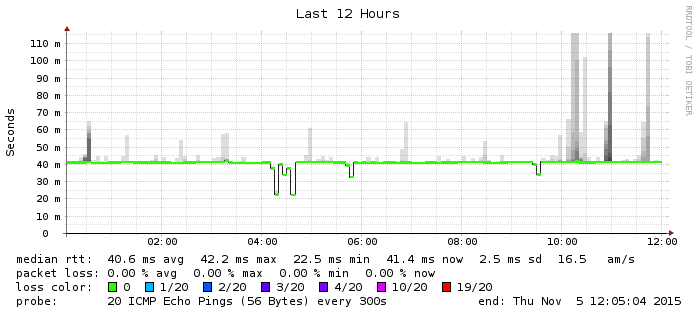 Last 12 Hours
RRDTOOL / TOBI OETIKER
Seconds
110 m
100 m
90 m
80 m
70 m
60 m
50 m
40 m
30 m
20 m
10 m
0
02:00 04:00 06:00 08:00 10:00 12:00
median rtt: 40.6 ms avg 42.2 ms max 22.5 ms min 41.4 ms now 2.5 ms sd 16.5 am/s
packet loss: 0.00 % avg 0.00 % max 0.00 % min 0.00 % now
loss color: 0 1/20 2/20 3/20 4/20 10/20 19/20
probe: 20 ICMP Echo Pings (56 Bytes) every 300s end: Thu Nov 5 12:05:04 2015